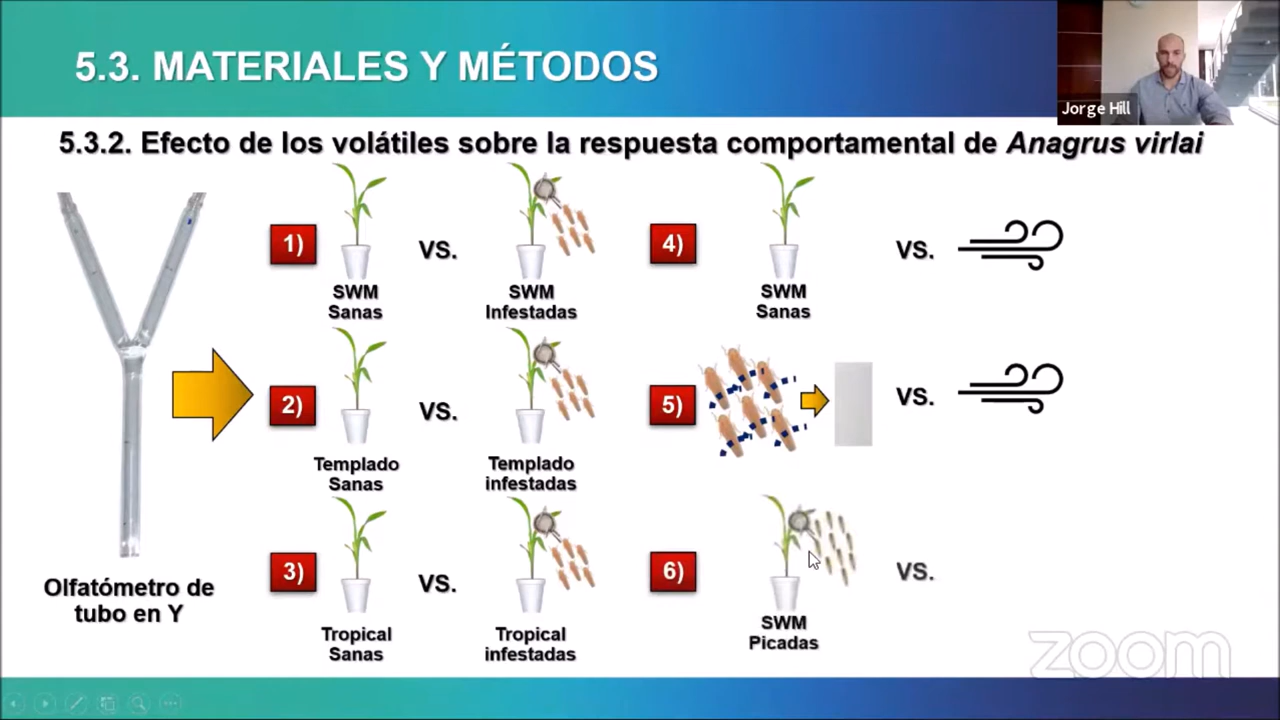 5.3. MATERIALES Y MÉTODOS
Jorge Hill
5.3.2. Efecto de los volátiles sobre la respuesta comportamental de Anagrus virlai
1)
VS.
SWM
Sanas
SWM
Infestadas
4)
VS.
SWM
Sanas
2)
VS.
Templado
Sanas
Templado
infestadas
5)
VS.
3)
VS.
Tropical
Sanas
Tropical
infestadas
6)
VS.
SWM
Picadas
Olfatómetro de
tubo en Y
zoom